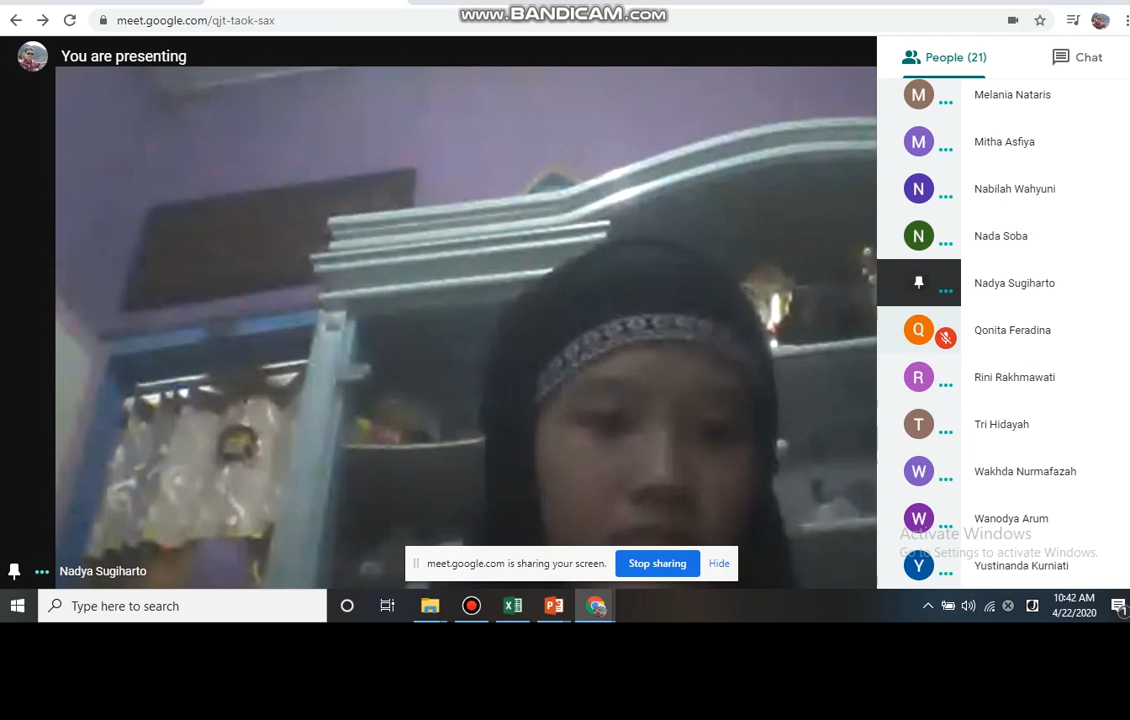 www.BANDICAM.com
meet.google.com/qjt-taok-sax
You are presenting
People (21)
Chat
M
Melania Nataris
M
Mitha Asfiya
N
Nabilah Wahyuni
N
Nada Soba
Nadya Sugiharto
Q
Qonita Feradina
R
Rini Rakhmawati
T
Tri Hidayah
W
Wakhda Nurmafazah
W
Wanodya Arum
Activate Windows
Go to Settings to activate Windows.
Y
Yustinanda Kurniati
meet.google.com is sharing your screen.
Stop sharing
Hide
Nadya Sugiharto
Type here to search
10:42 AM
4/22/2020
1